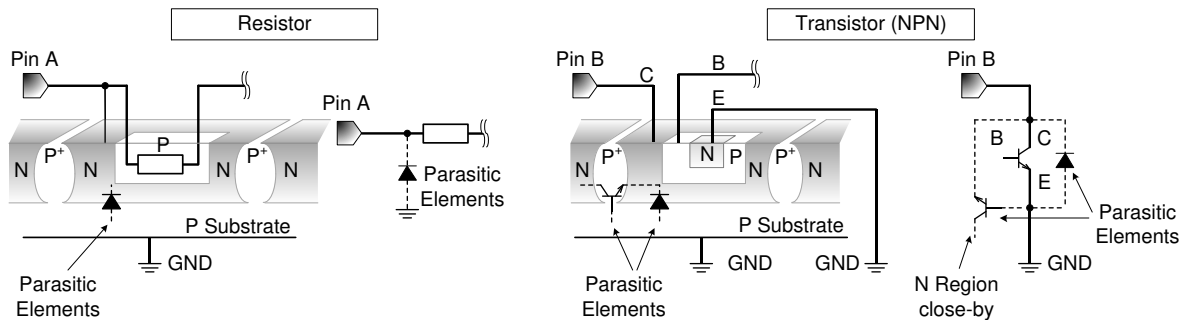 Resistor
Transistor (NPN)
Pin A
Pin A
N
P+
N
P
N
P+
N
Parasitic
Elements
P Substrate
GND
Parasitic
Elements
Pin B
C
B
E
N
P+
N
N
P
N
P+
N
P Substrate
GND
GND
Parasitic
Elements
Pin B
B
C
E
Parasitic
Elements
GND
N Region
close-by